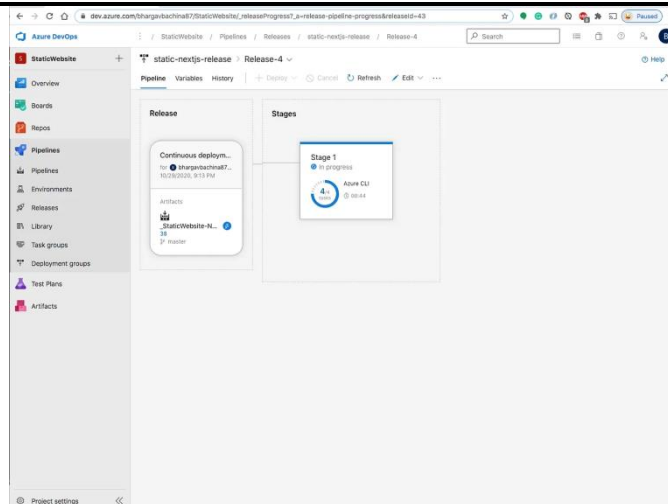 dev.azure.com/bhargavbachina87/StaticWebsite/_releaseProgress?_a=release-pipeline-progress&releaseId=43
Paused
Azure DevOps
/ StaticWebsite / Pipelines / Releases / static-nextjs-release / Release-4
Search
B
S StaticWebsite +
static-nextjs-release > Release-4
Help
Pipeline Variables History + Deploy Cancel Refresh Edit ...
Overview
Boards
Repos
Pipelines
Pipelines
Environments
Releases
Library
Task groups
Deployment groups
Test Plans
Artifacts
Project settings
Release
Continuous deploym...
for bhargavbachina87...
10/29/2020, 9:13 PM
Artifacts
_StaticWebsite-N...
38
master
Stages
Stage 1
In progress
4/4
tasks
Azure CLI
00:44